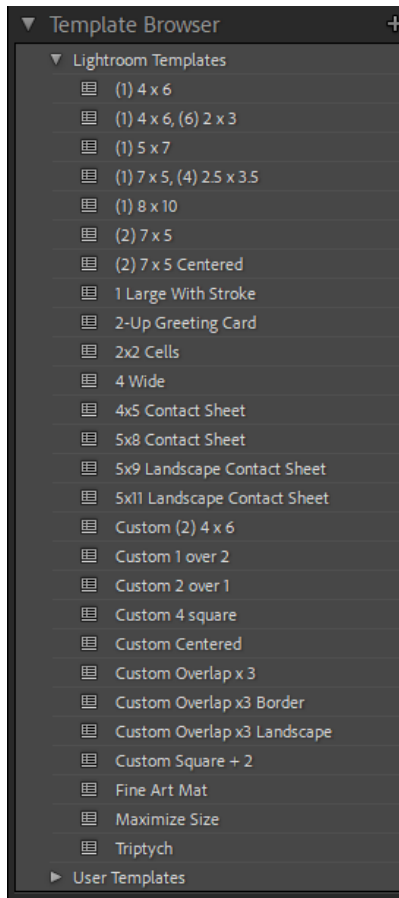 Template Browser
Lightroom Templates
(1) 4 x 6
(1) 4 x 6, (6) 2 x 3
(1) 5 x 7
(1) 7 x 5, (4) 2.5 x 3.5
(1) 8 x 10
(2) 7 x 5
(2) 7 x 5 Centered
1 Large With Stroke
2-Up Greeting Card
2x2 Cells
4 Wide
4x5 Contact Sheet
5x8 Contact Sheet
5x9 Landscape Contact Sheet
5x11 Landscape Contact Sheet
Custom (2) 4 x 6
Custom 1 over 2
Custom 2 over 1
Custom 4 square
Custom Centered
Custom Overlap x 3
Custom Overlap x3 Border
Custom Overlap x3 Landscape
Custom Square + 2
Fine Art Mat
Maximize Size
Triptych
User Templates